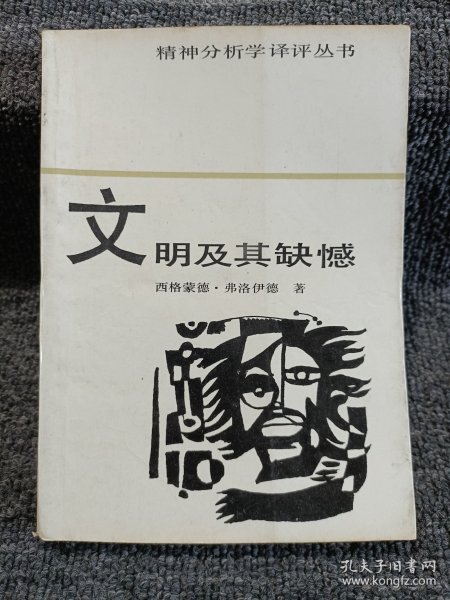 精神分析学译评丛书
文明及其缺憾
西格蒙德·弗洛伊德 著
孔夫子旧书网
www.kongfz.com